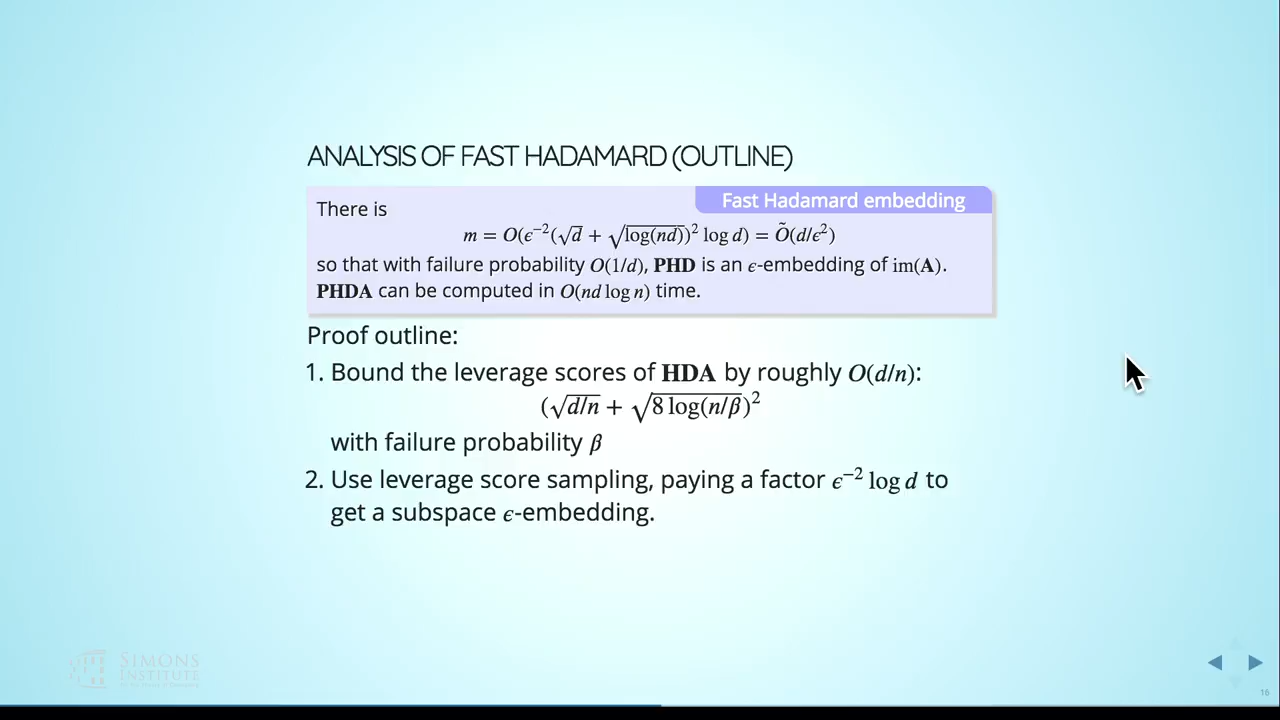 ANALYSIS OF FAST HADAMARD (OUTLINE)
Fast Hadamard embedding
There is
m = O(ϵ⁻²(√d + √log(nd))² log d) = Õ(d/ϵ²)
so that with failure probability O(1/d), PHD is an ϵ-embedding of im(A).
PHDA can be computed in O(nd log n) time.
Proof outline:
1. Bound the leverage scores of HDA by roughly O(d/n):
(√d/n + √8 log(n/β))²
with failure probability β
2. Use leverage score sampling, paying a factor ϵ⁻² log d to
get a subspace ϵ-embedding.
SIMONS
INSTITUTE
16